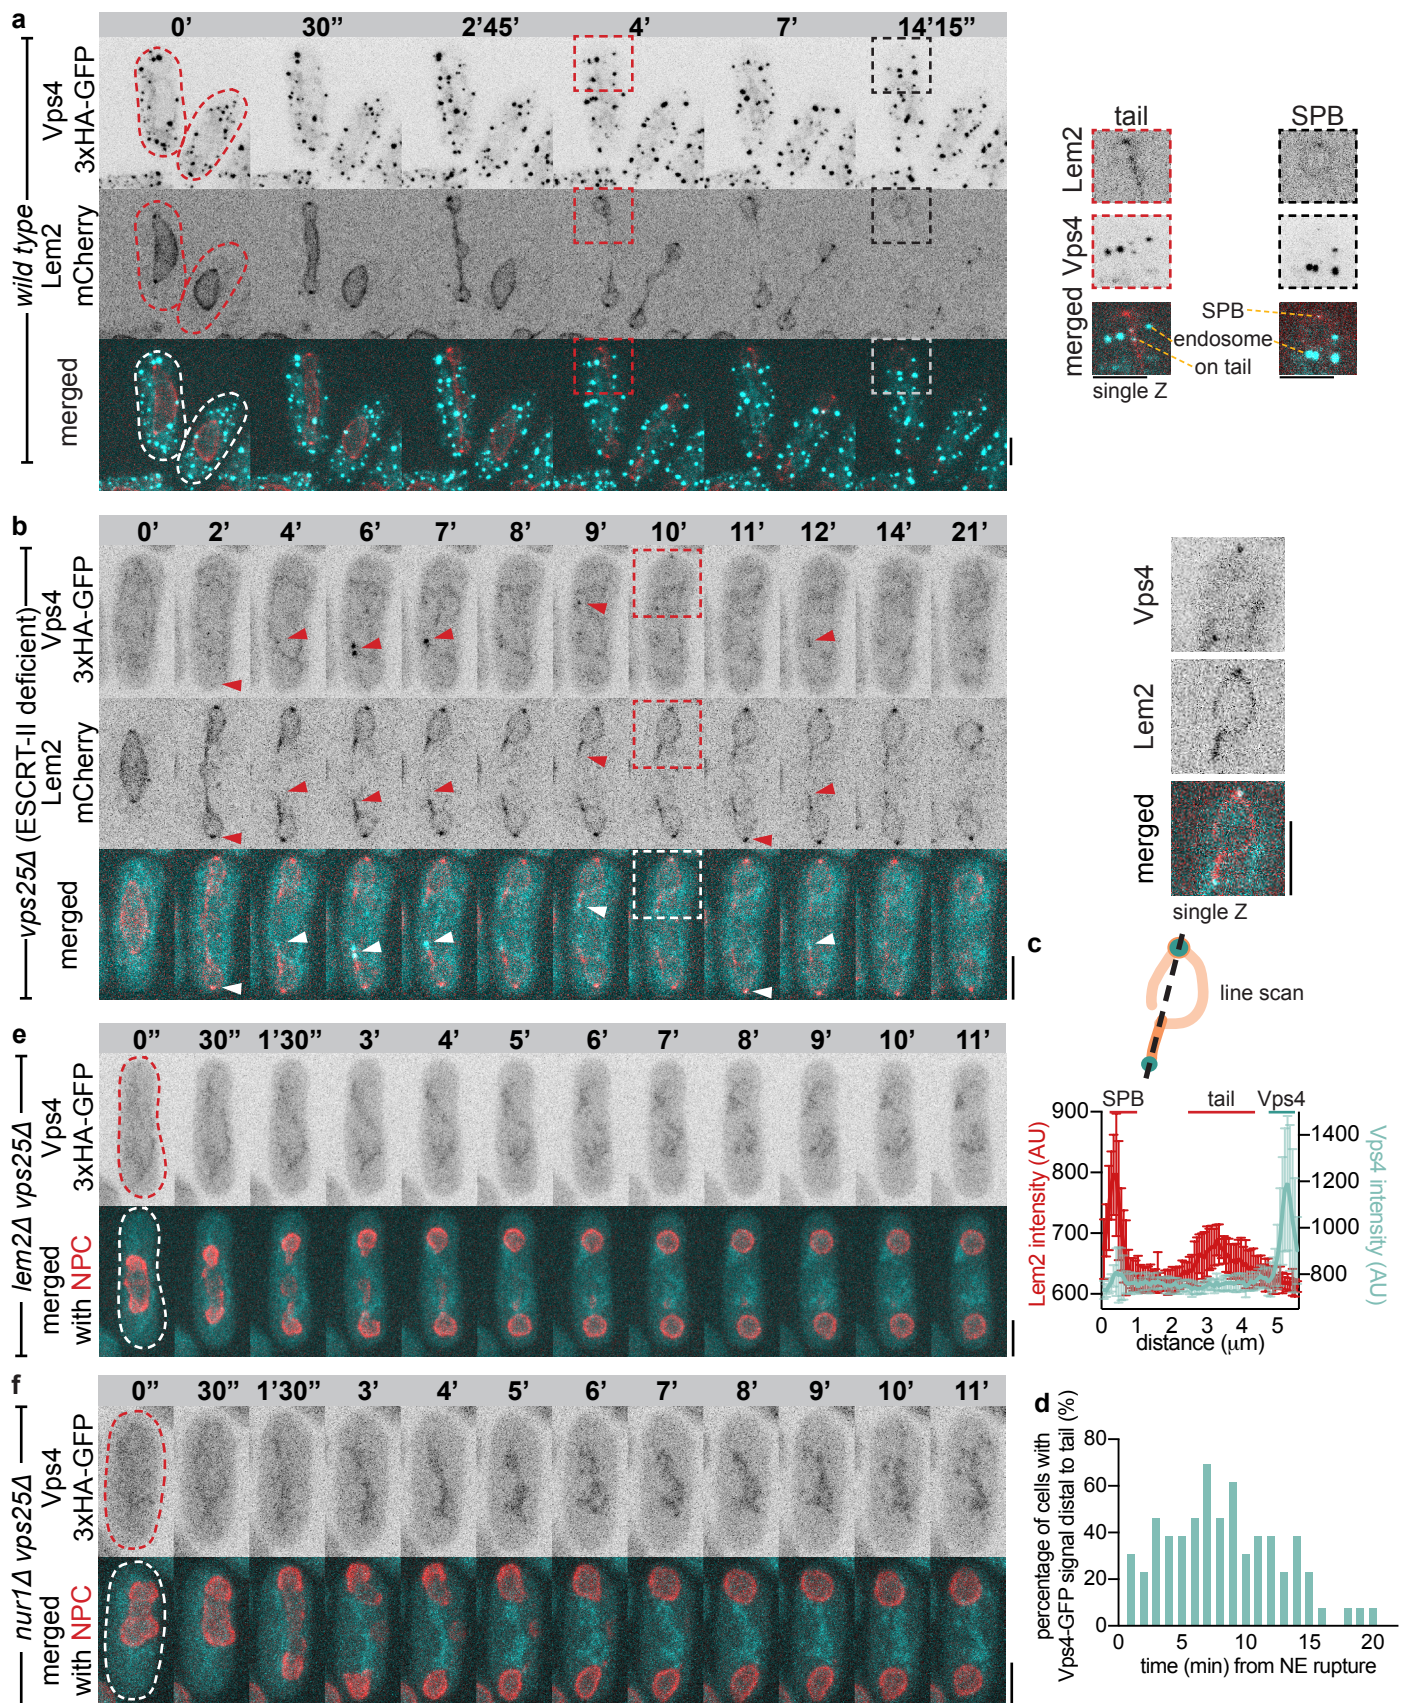 a
0’ 30” 2’45’ 4’ 7’ 14’15”
wild type
Vps4
3xHA-GFP
Lem2
mCherry
merged
tail SPB
Lem2
Vps4
merged
SPB
endosome
on tail
single Z
b
0’ 2’ 4’ 6’ 7’ 8’ 9’ 10’ 11’ 12’ 14’ 21’
vps25Δ (ESCRT-II deficient)
Vps4
3xHA-GFP
Lem2
mCherry
merged
Vps4
Lem2
merged
single Z
c
line scan
SPB tail Vps4
Lem2 intensity (AU)
900
800
700
600
Vps4 intensity
(AU)
1400
1200
1000
800
0 1 2 3 4 5
distance (μm)
e
0” 30” 1’30” 3’ 4’ 5’ 6’ 7’ 8’ 9’ 10’ 11’
lem2Δ vps25Δ
Vps4
3xHA-GFP
merged
with NPC
f
0” 30” 1’30” 3’ 4’ 5’ 6’ 7’ 8’ 9’ 10’ 11’
nur1Δ vps25Δ
Vps4
3xHA-GFP
merged
with NPC
d
percentage of cells with
Vps4-GFP signal distal to tail (%)
80
60
40
20
0
0 5 10 15 20
time (min) from NE rupture